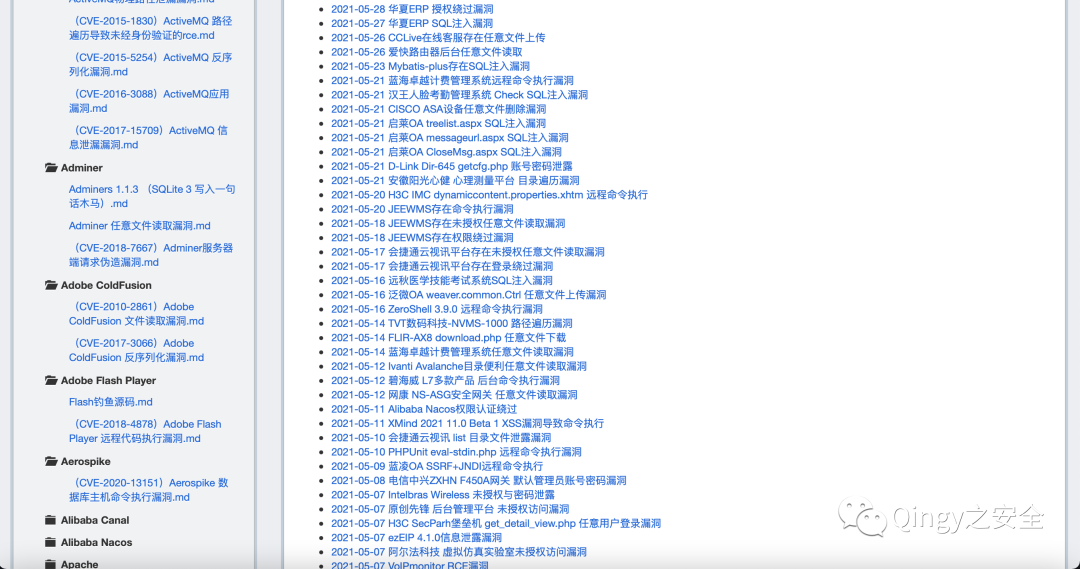 ActiveMQ物理路径泄漏漏洞.md
（CVE-2015-1830）ActiveMQ 路径
遍历导致未经身份验证的rce.md
（CVE-2015-5254）ActiveMQ 反序
列化漏洞.md
（CVE-2016-3088）ActiveMQ应用
漏洞.md
（CVE-2017-15709）ActiveMQ 信
息泄漏漏洞.md
Adminer
Adminers 1.1.3 （SQLite 3 写入一句
话木马）.md
Adminer 任意文件读取漏洞.md
（CVE-2018-7667）Adminer服务器
端请求伪造漏洞.md
Adobe ColdFusion
（CVE-2010-2861）Adobe
ColdFusion 文件读取漏洞.md
（CVE-2017-3066）Adobe
ColdFusion 反序列化漏洞.md
Adobe Flash Player
Flash钓鱼源码.md
（CVE-2018-4878）Adobe Flash
Player 远程代码执行漏洞.md
Aerospike
（CVE-2020-13151）Aerospike 数
据库主机命令执行漏洞.md
Alibaba Canal
Alibaba Nacos
Apache
2021-05-28 华夏ERP 授权绕过漏洞
2021-05-27 华夏ERP SQL注入漏洞
2021-05-26 CCLive在线客服存在任意文件上传
2021-05-26 爱快路由器后台任意文件读取
2021-05-23 Mybatis-plus存在SQL注入漏洞
2021-05-21 蓝海卓越计费管理系统远程命令执行漏洞
2021-05-21 汉王人脸考勤管理系统 Check SQL注入漏洞
2021-05-21 CISCO ASA设备任意文件删除漏洞
2021-05-21 启莱OA treelist.aspx SQL注入漏洞
2021-05-21 启莱OA messageurl.aspx SQL注入漏洞
2021-05-21 启莱OA CloseMsg.aspx SQL注入漏洞
2021-05-21 D-Link Dir-645 getcfg.php 账号密码泄露
2021-05-21 安徽阳光心健 心理测量平台 目录遍历漏洞
2021-05-20 H3C IMC dynamiccontent.properties.xhtm 远程命令执行
2021-05-20 JEEWMS存在命令执行漏洞
2021-05-18 JEEWMS存在未授权任意文件读取漏洞
2021-05-18 JEEWMS存在权限绕过漏洞
2021-05-17 会捷通云视讯平台存在未授权任意文件读取漏洞
2021-05-17 会捷通云视讯平台存在登录绕过漏洞
2021-05-16 远秋医学技能考试系统SQL注入漏洞
2021-05-16 泛微OA weaver.common.Ctrl 任意文件上传漏洞
2021-05-16 ZeroShell 3.9.0 远程命令执行漏洞
2021-05-14 TVT数码科技-NVMS-1000 路径遍历漏洞
2021-05-14 FLIR-AX8 download.php 任意文件下载
2021-05-14 蓝海卓越计费管理系统任意文件读取漏洞
2021-05-12 Ivanti Avalanche目录便利任意文件读取漏洞
2021-05-12 碧海威 L7多款产品 后台命令执行漏洞
2021-05-12 网康 NS-ASG安全网关 任意文件读取漏洞
2021-05-11 Alibaba Nacos权限认证绕过
2021-05-11 XMind 2021 11.0 Beta 1 XSS漏洞导致命令执行
2021-05-10 会捷通云视讯 list 目录文件泄露漏洞
2021-05-10 PHPUnit eval-stdin.php 远程命令执行漏洞
2021-05-09 蓝凌OA SSRF+JNDI远程命令执行
2021-05-08 电信中兴ZXHN F450A网关 默认管理员账号密码漏洞
2021-05-07 Intelbras Wireless 未授权与密码泄露
2021-05-07 原创先锋 后台管理平台 未授权访问漏洞
2021-05-07 H3C SecParh堡垒机 get_detail_view.php 任意用户登录漏洞
2021-05-07 ezEIP 4.1.0信息泄露漏洞
2021-05-07 阿尔法科技 虚拟仿真实验室未授权访问漏洞
2021-05-07 VoIPmonitor RCE漏洞
Qingy之安全